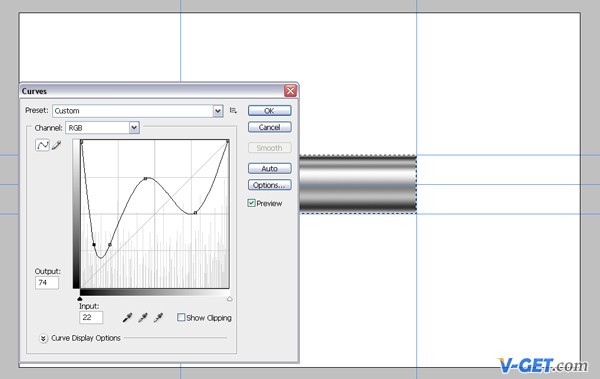 Curves
Preset: Custom
OK
Channel: RGB
Cancel
Smooth
Auto
Options...
Preview
Output:
74
Input:
22
Show Clipping
Curve Display Options
V-GET.com